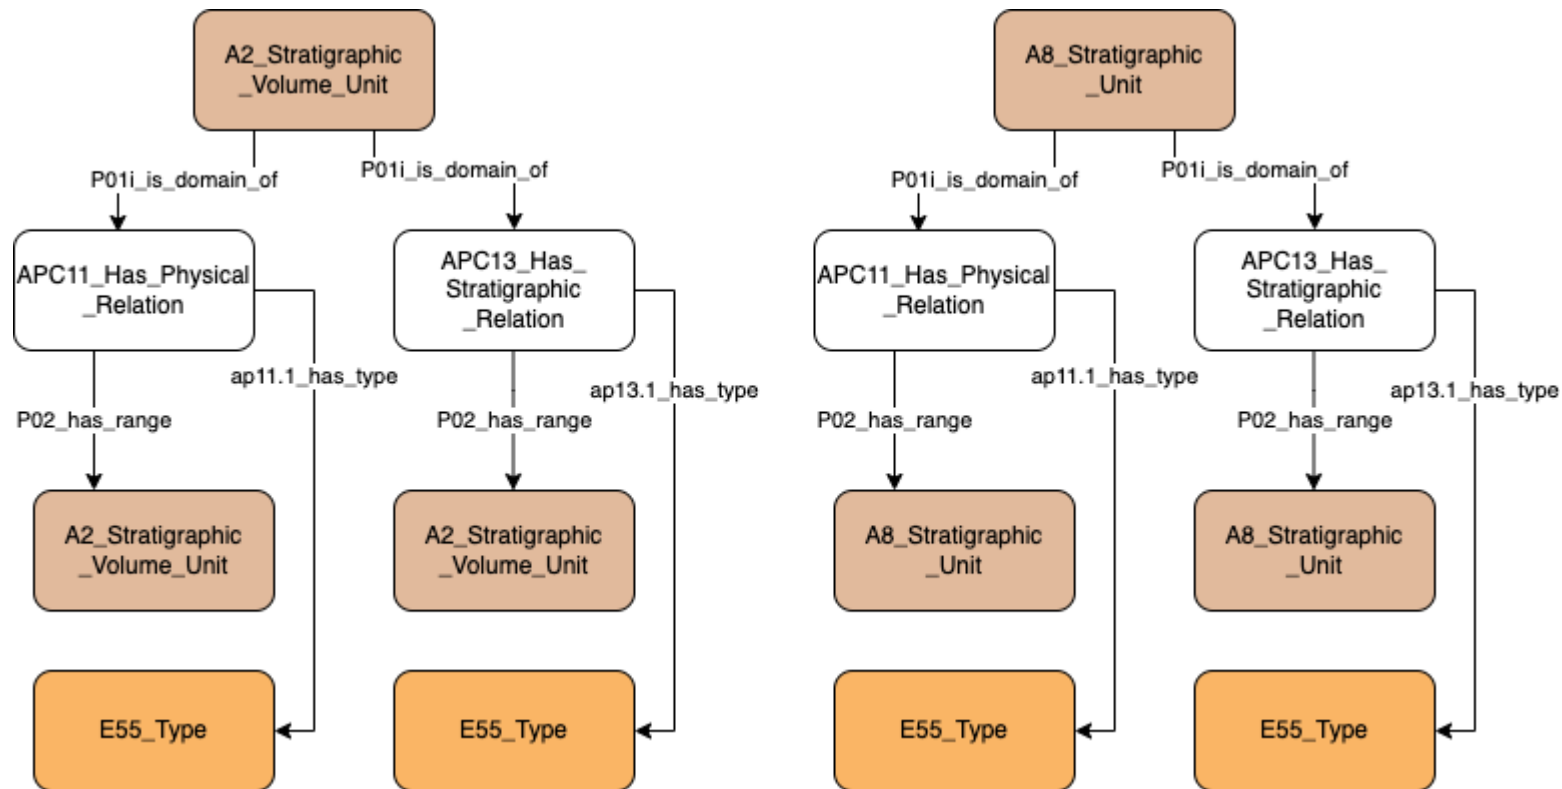 A2_Stratigraphic
_Volume_Unit
A8_Stratigraphic
_Unit
P01i_is_domain_of
P01i_is_domain_of
P01i_is_domain_of
P01i_is_domain_of
APC11_Has_Physical
_Relation
APC13_Has_
Stratigraphic
_Relation
APC11_Has_Physical
_Relation
APC13_Has_
Stratigraphic
_Relation
ap11.1_has_type
ap13.1_has_type
ap11.1_has_type
ap13.1_has_type
P02_has_range
P02_has_range
P02_has_range
P02_has_range
A2_Stratigraphic
_Volume_Unit
A2_Stratigraphic
_Volume_Unit
A8_Stratigraphic
_Unit
A8_Stratigraphic
_Unit
E55_Type
E55_Type
E55_Type
E55_Type